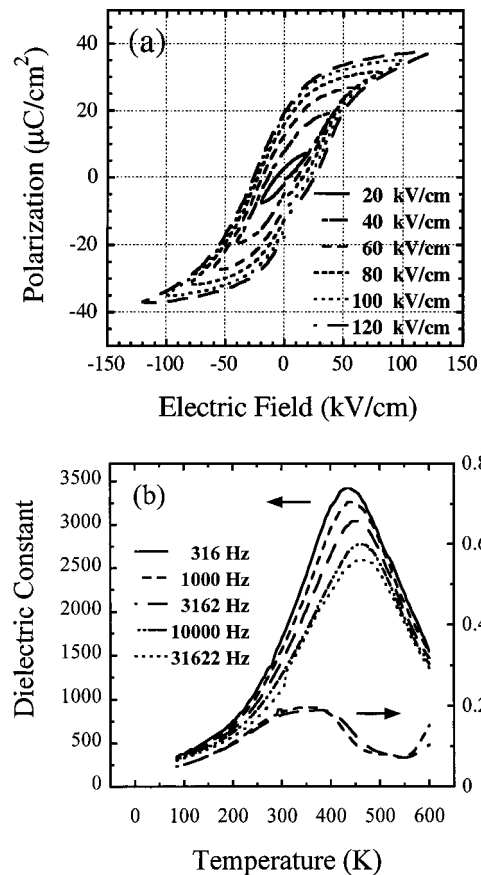 (a)
40
20
0
-20
-40
Polarization (μC/cm²)
20 kV/cm
40 kV/cm
60 kV/cm
80 kV/cm
100 kV/cm
120 kV/cm
-150 -100 -50 0 50 100 150
Electric Field (kV/cm)
(b)
3500
3000
2500
2000
1500
1000
500
0
Dielectric Constant
316 Hz
1000 Hz
3162 Hz
10000 Hz
31622 Hz
0.8
0.6
0.4
0.2
0
0 100 200 300 400 500 600
Temperature (K)